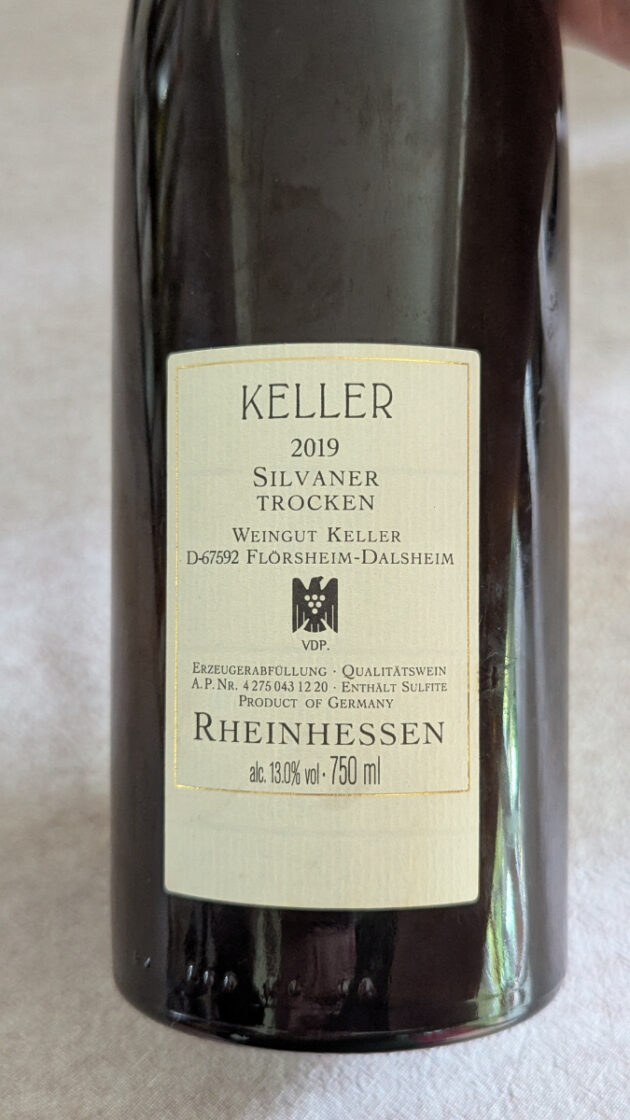 KELLER
2019
SILVANER
TROCKEN
WEINGUT KELLER
D-67592 FLÖRSHEIM-DALSHEIM
VDP.
ERZEUGERABFÜLLUNG · QUALITÄTSWEIN
A. P. NR. 4 275 043 12 20 · ENTHÄLT SULFITE
PRODUCT OF GERMANY
RHEINHESSEN
alc. 13.0% vol · 750 ml